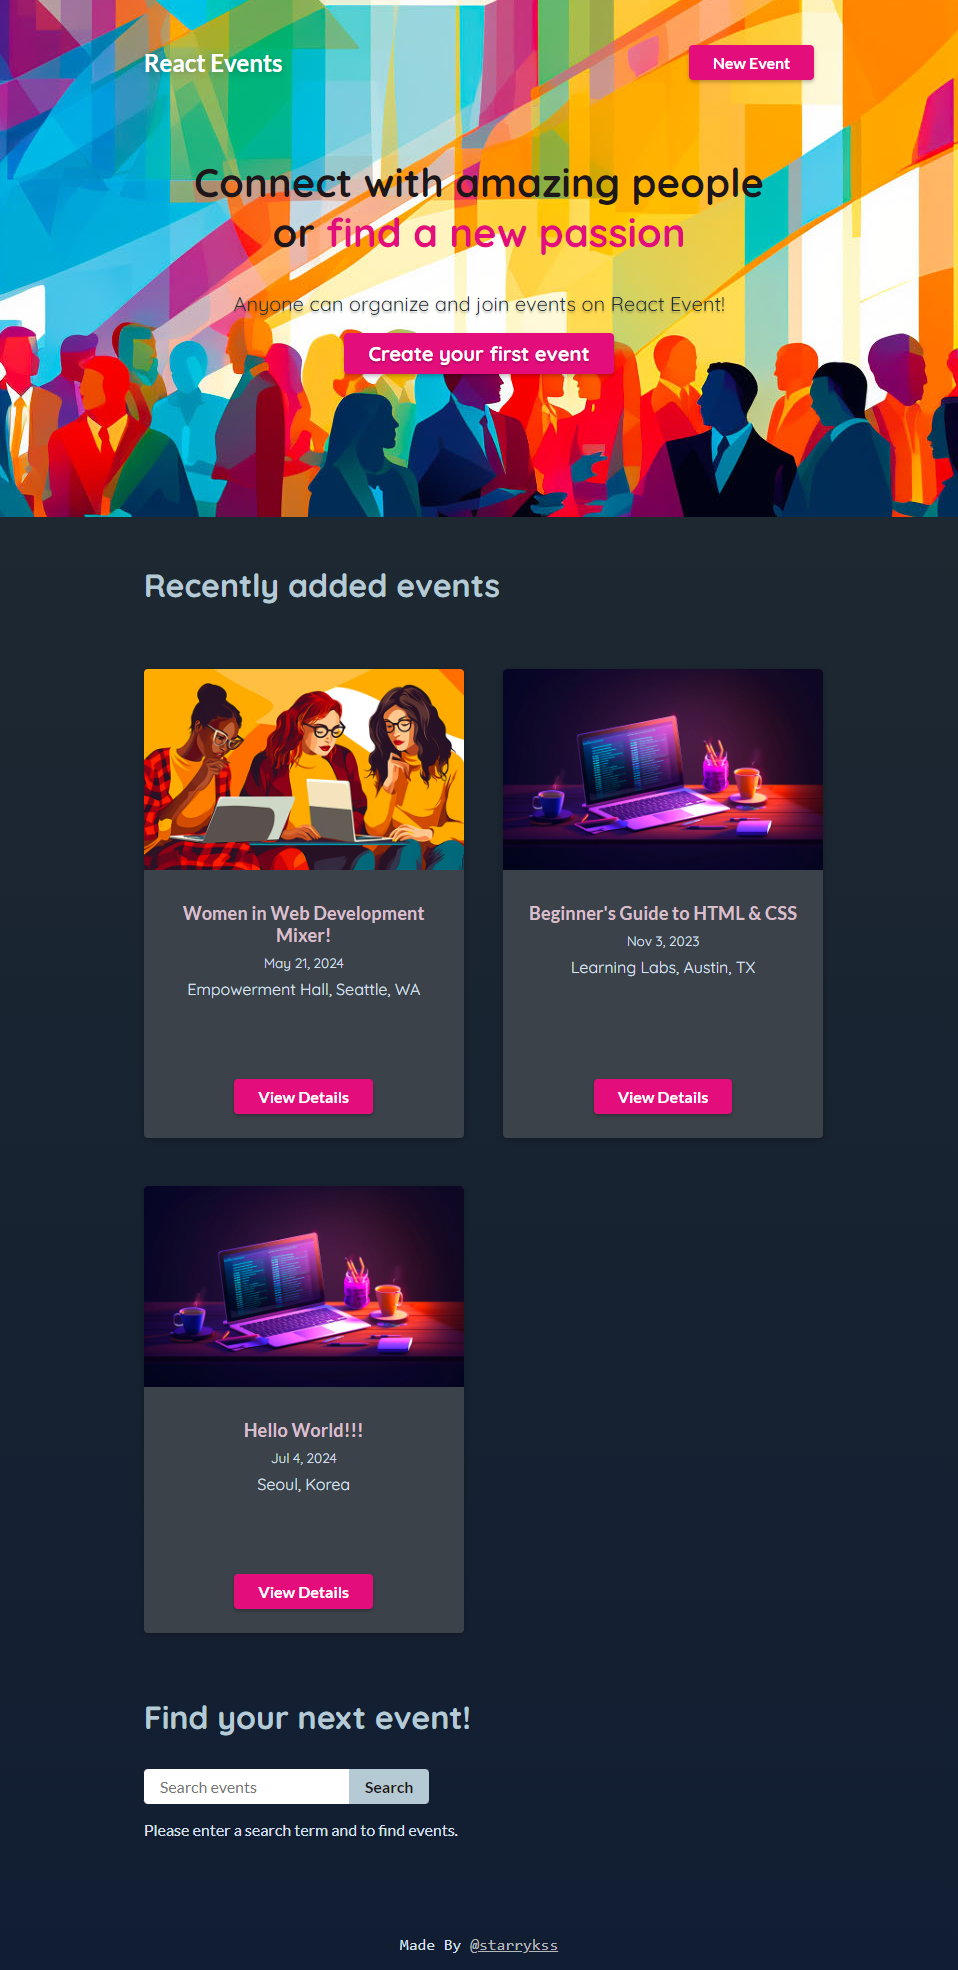 React Events
New Event
Connect with amazing people
or find a new passion
Anyone can organize and join events on React Event!
Create your first event
Recently added events
Women in Web Development
Mixer!
May 21, 2024
Empowerment Hall, Seattle, WA
View Details
Beginner's Guide to HTML & CSS
Nov 3, 2023
Learning Labs, Austin, TX
View Details
Hello World!!!
Jul 4, 2024
Seoul, Korea
View Details
Find your next event!
Search events
Search
Please enter a search term and to find events.
Made By @starrykss